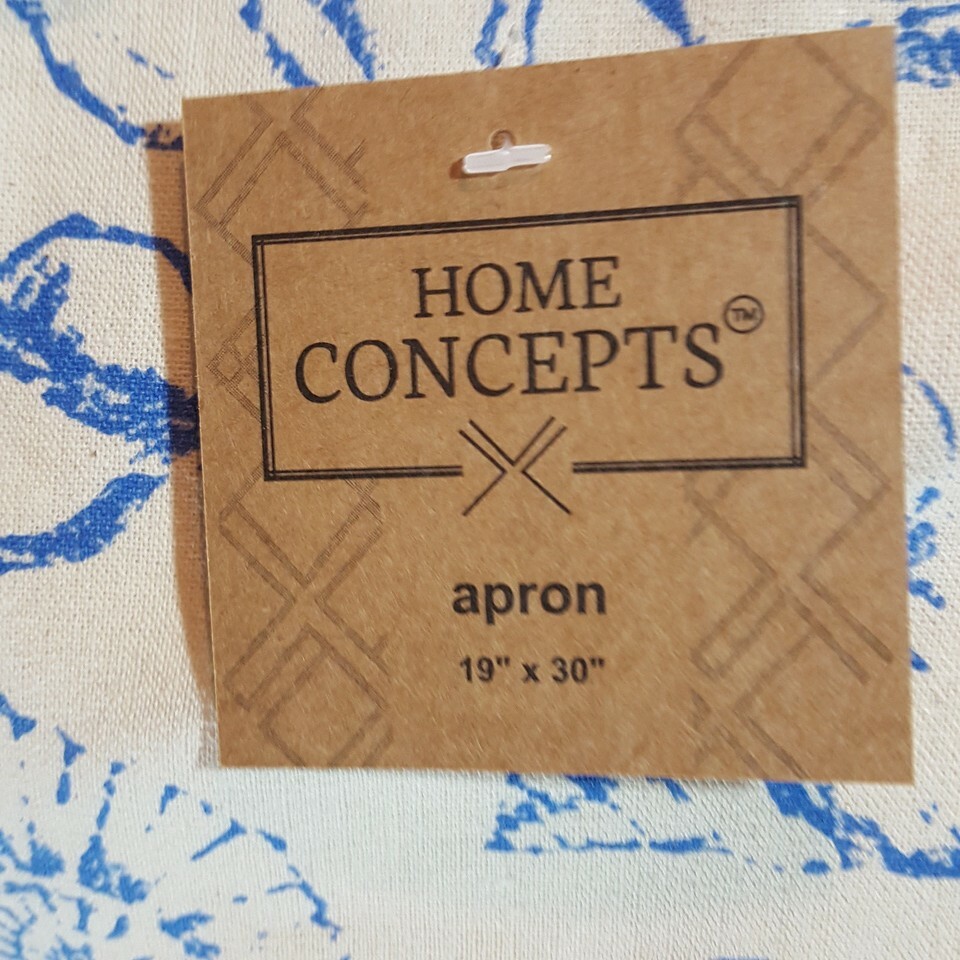 HOME
CONCEPTS™
apron
19" x 30"